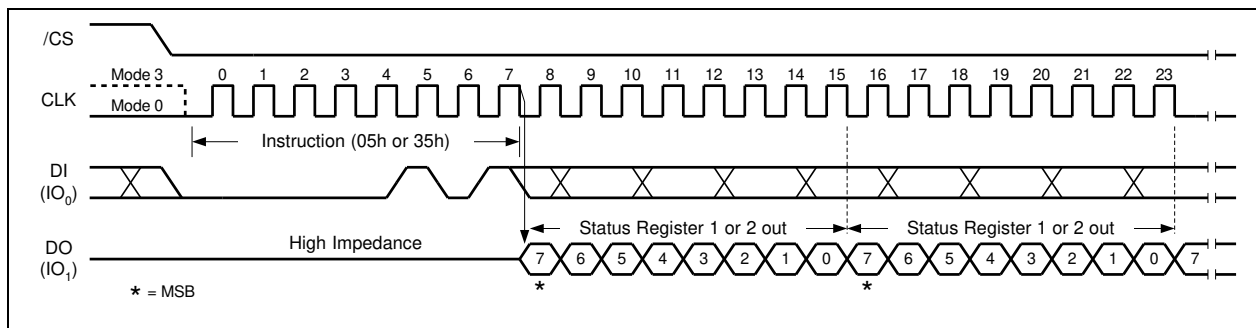 /CS
Mode 3
0 1 2 3 4 5 6 7 8 9 10 11 12 13 14 15 16 17 18 19 20 21 22 23
CLK
Mode 0
Instruction (05h or 35h)
DI
(IO0)
Status Register 1 or 2 out Status Register 1 or 2 out
DO
(IO1)
High Impedance
7 6 5 4 3 2 1 0 7 6 5 4 3 2 1 0 7
* *
* = MSB